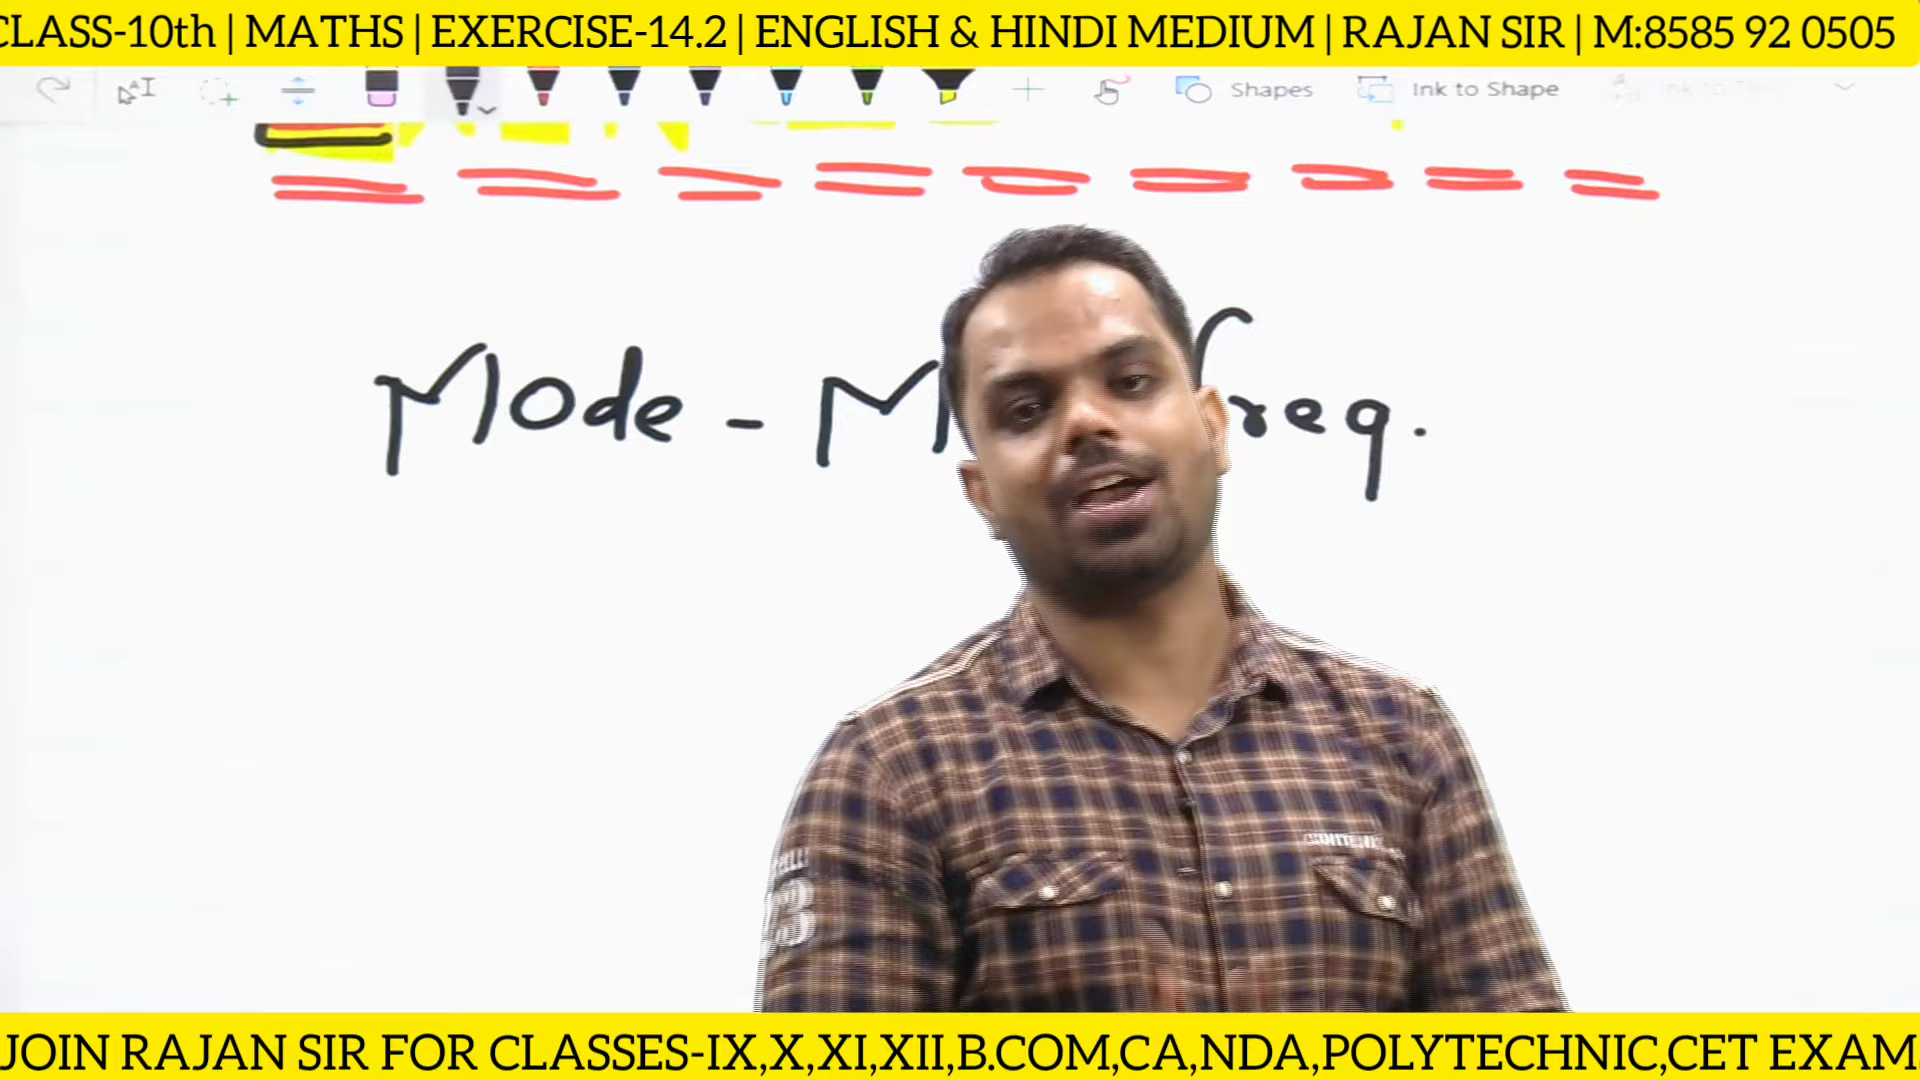 CLASS-10th | MATHS | EXERCISE-14.2 | ENGLISH & HINDI MEDIUM | RAJAN SIR | M:8585 92 0505
Shapes
Ink to Shape
Mode - freq.
JOIN RAJAN SIR FOR CLASSES-IX,X,XI,XII,B.COM,CA,NDA,POLYTECHNIC,CET EXAM